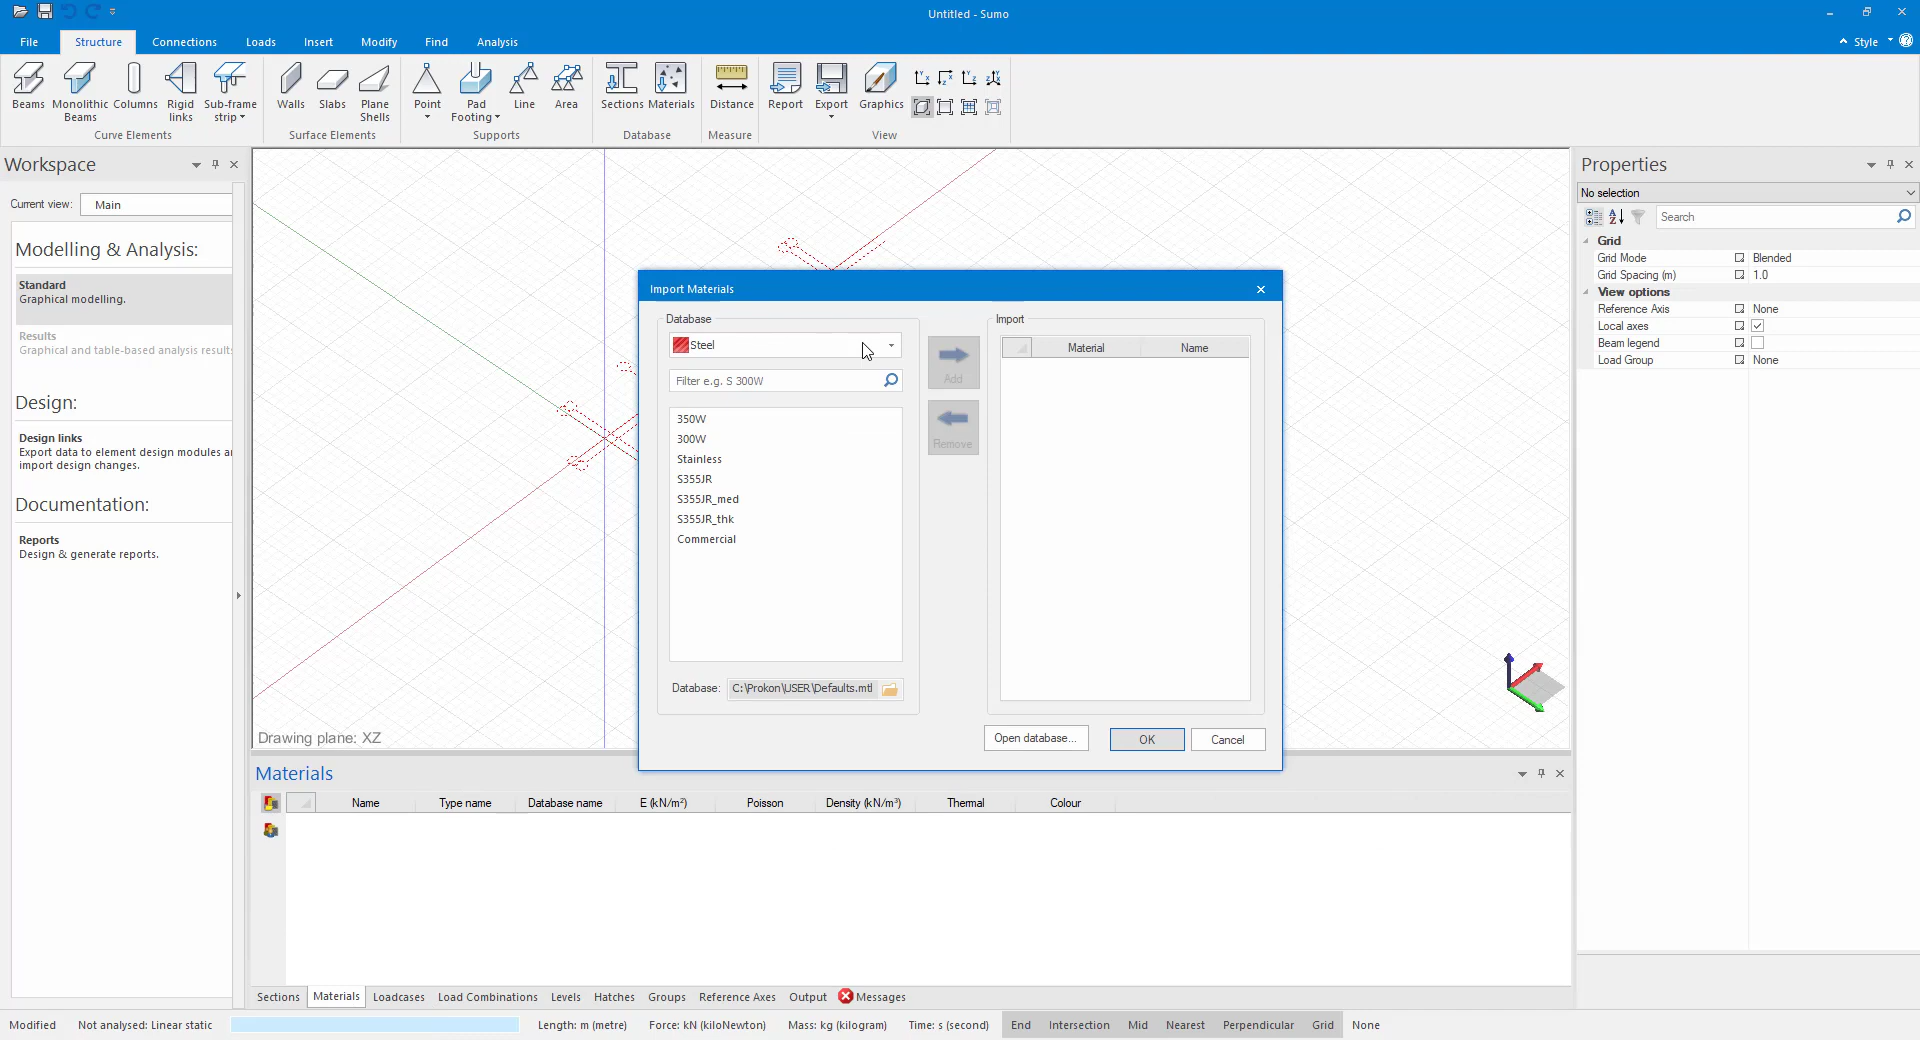 Untitled - Sumo
File Structure Connections Loads Insert Modify Find Analysis Style
Beams Monolithic Beams Columns Rigid links Sub-frame strip Walls Slabs Plane Shells Point Pad Footing Line Area Sections Materials Distance Report Export Graphics
Curve Elements Surface Elements Supports Database Measure View
Workspace
Current view: Main
Modelling & Analysis:
Standard
Graphical modelling.
Results
Graphical and table-based analysis results
Design:
Design links
Export data to element design modules ar
import design changes.
Documentation:
Reports
Design & generate reports.
Drawing plane: XZ
Import Materials
Database
Steel
Filter e.g. S 300W
350W
300W
Stainless
S355JR
S355JR_med
S355JR_thk
Commercial
Database: C:\Prokon\USER\Defaults.mtl
Add
Remove
Import
Material Name
Open database... OK Cancel
Properties
No selection
Search
Grid
Grid Mode Blended
Grid Spacing (m) 1.0
View options
Reference Axis None
Local axes
Beam legend
Load Group None
Materials
Name Type name Database name E (kN/m²) Poisson Density (kN/m³) Thermal Colour
Sections Materials Loadcases Load Combinations Levels Hatches Groups Reference Axes Output Messages
Modified Not analysed: Linear static Length: m (metre) Force: kN (kiloNewton) Mass: kg (kilogram) Time: s (second) End Intersection Mid Nearest Perpendicular Grid None